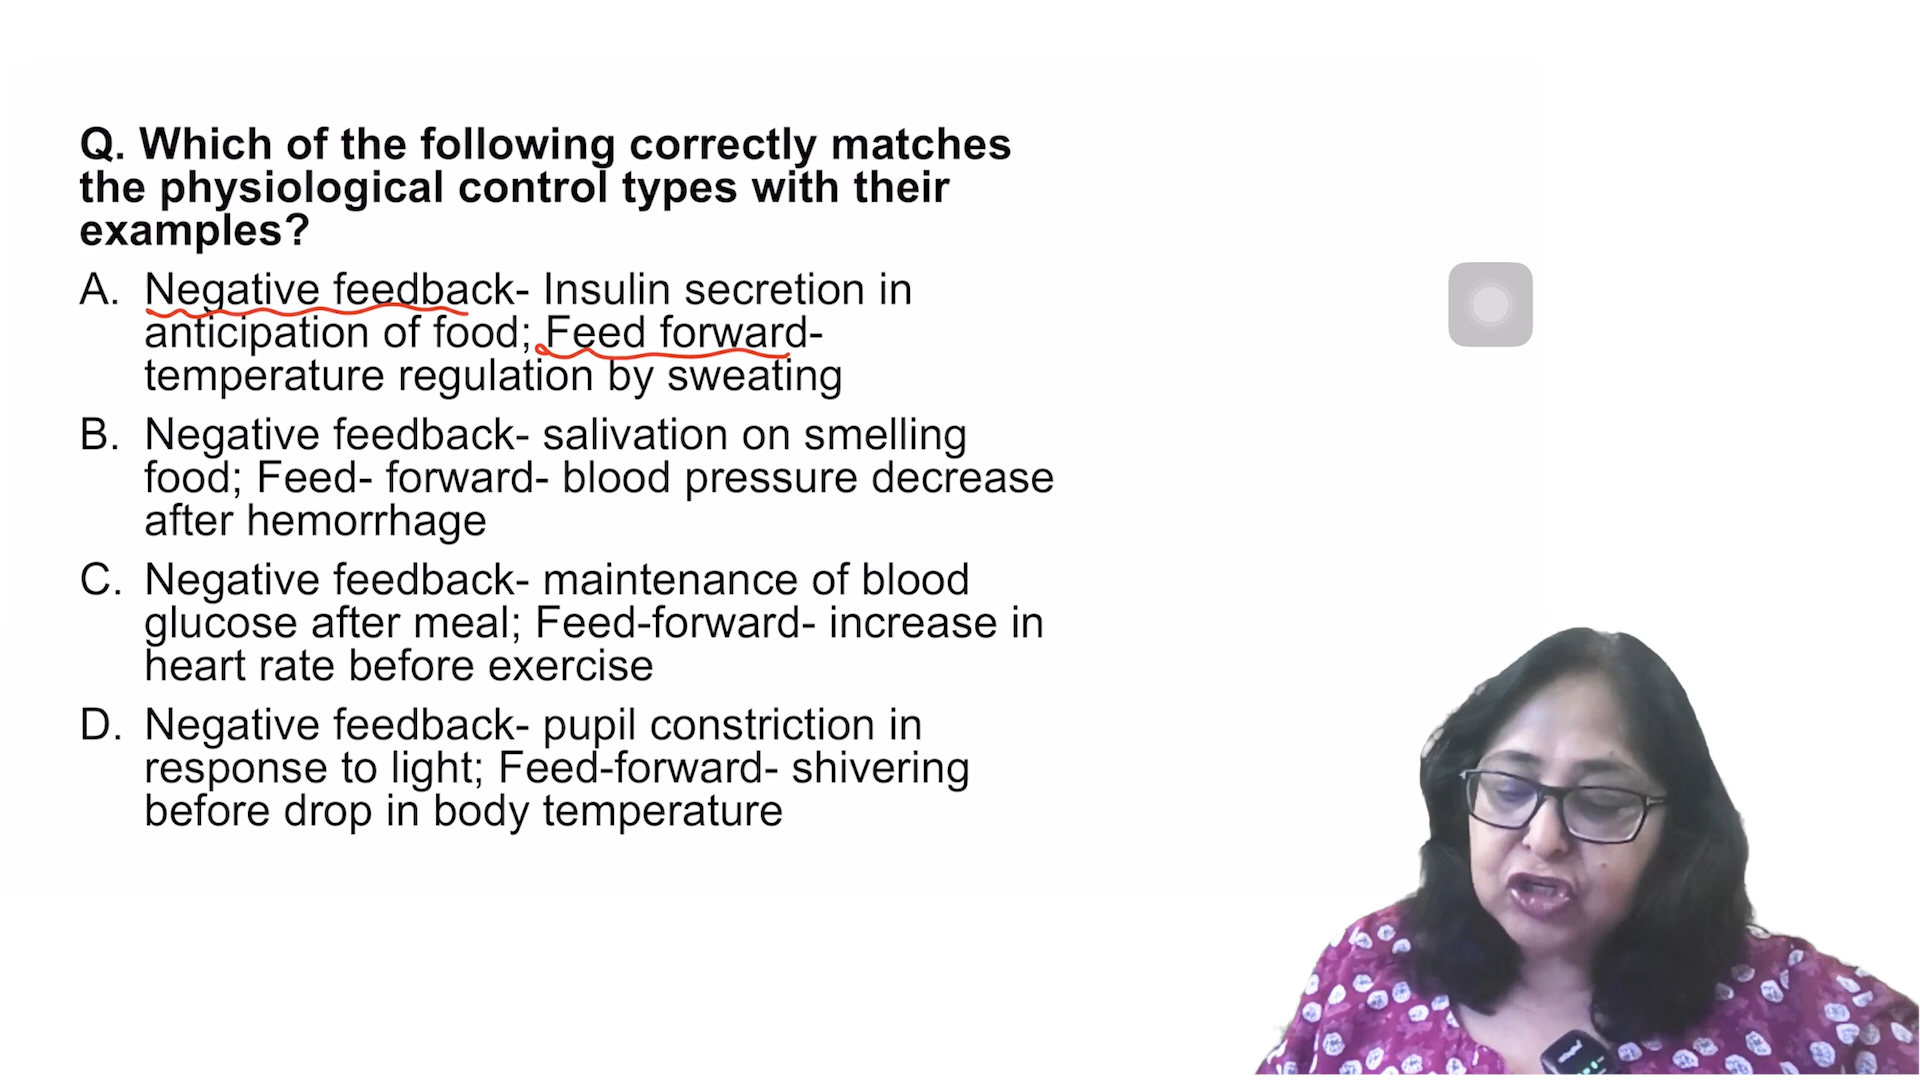 Q. Which of the following correctly matches
the physiological control types with their
examples?
A. Negative feedback- Insulin secretion in
anticipation of food; Feed forward-
temperature regulation by sweating
B. Negative feedback- salivation on smelling
food; Feed- forward- blood pressure decrease
after hemorrhage
C. Negative feedback- maintenance of blood
glucose after meal; Feed-forward- increase in
heart rate before exercise
D. Negative feedback- pupil constriction in
response to light; Feed-forward- shivering
before drop in body temperature